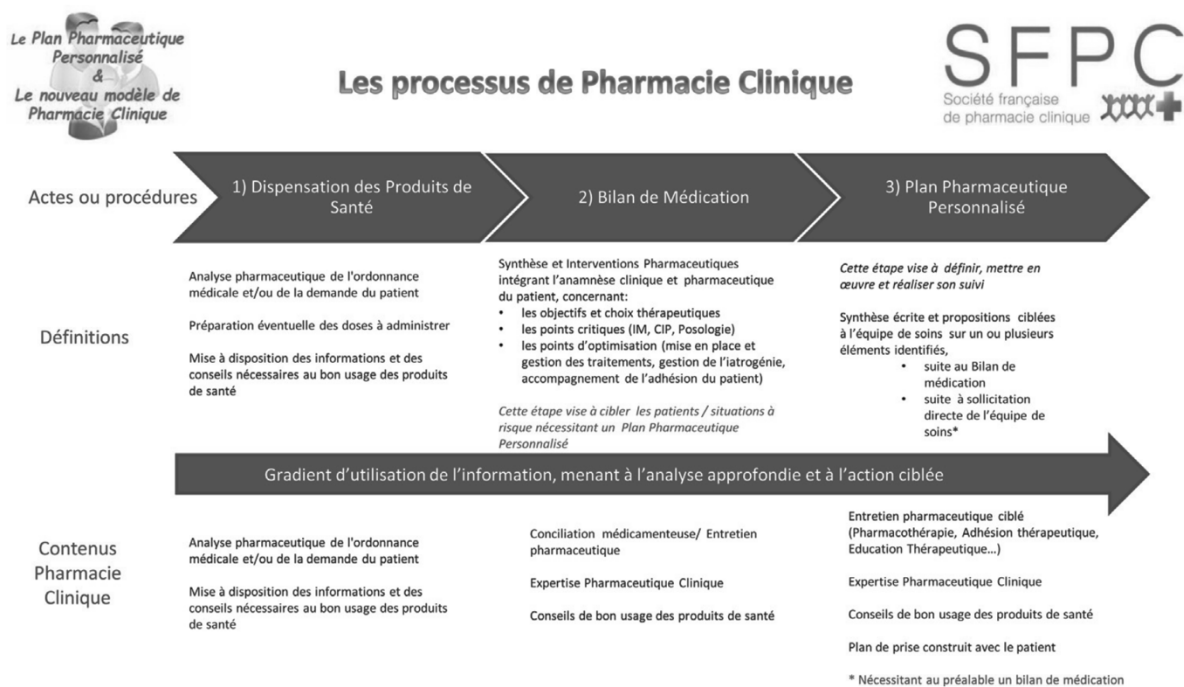 Le Plan Pharmaceutique
Personnalisé
&
Le nouveau modèle de
Pharmacie Clinique
Les processus de Pharmacie Clinique
SFPC
Société française
de pharmacie clinique
Actes ou procédures
1) Dispensation des Produits de
Santé
2) Bilan de Médication
3) Plan Pharmaceutique
Personnalisé
Définitions
Analyse pharmaceutique de l'ordonnance
médicale et/ou de la demande du patient
Préparation éventuelle des doses à administrer
Mise à disposition des informations et des
conseils nécessaires au bon usage des produits
de santé
Synthèse et Interventions Pharmaceutiques
intégrant l'anamnèse clinique et pharmaceutique
du patient, concernant:
• les objectifs et choix thérapeutiques
• les points critiques (IM, CIP, Posologie)
• les points d'optimisation (mise en place et
gestion des traitements, gestion de l'iatrogénie,
accompagnement de l'adhésion du patient)
Cette étape vise à cibler les patients / situations à
risque nécessitant un Plan Pharmaceutique
Personnalisé
Cette étape vise à définir, mettre en
œuvre et réaliser son suivi
Synthèse écrite et propositions ciblées
à l'équipe de soins sur un ou plusieurs
éléments identifiés,
• suite au Bilan de
médication
• suite à sollicitation
directe de l'équipe de
soins*
Gradient d'utilisation de l'information, menant à l'analyse approfondie et à l'action ciblée
Contenus
Pharmacie
Clinique
Analyse pharmaceutique de l'ordonnance
médicale et/ou de la demande du patient
Mise à disposition des informations et des
conseils nécessaires au bon usage des produits
de santé
Conciliation médicamenteuse/ Entretien
pharmaceutique
Expertise Pharmaceutique Clinique
Conseils de bon usage des produits de santé
Entretien pharmaceutique ciblé
(Pharmacothérapie, Adhésion thérapeutique,
Education Thérapeutique...)
Expertise Pharmaceutique Clinique
Conseils de bon usage des produits de santé
Plan de prise construit avec le patient
* Nécessitant au préalable un bilan de médication